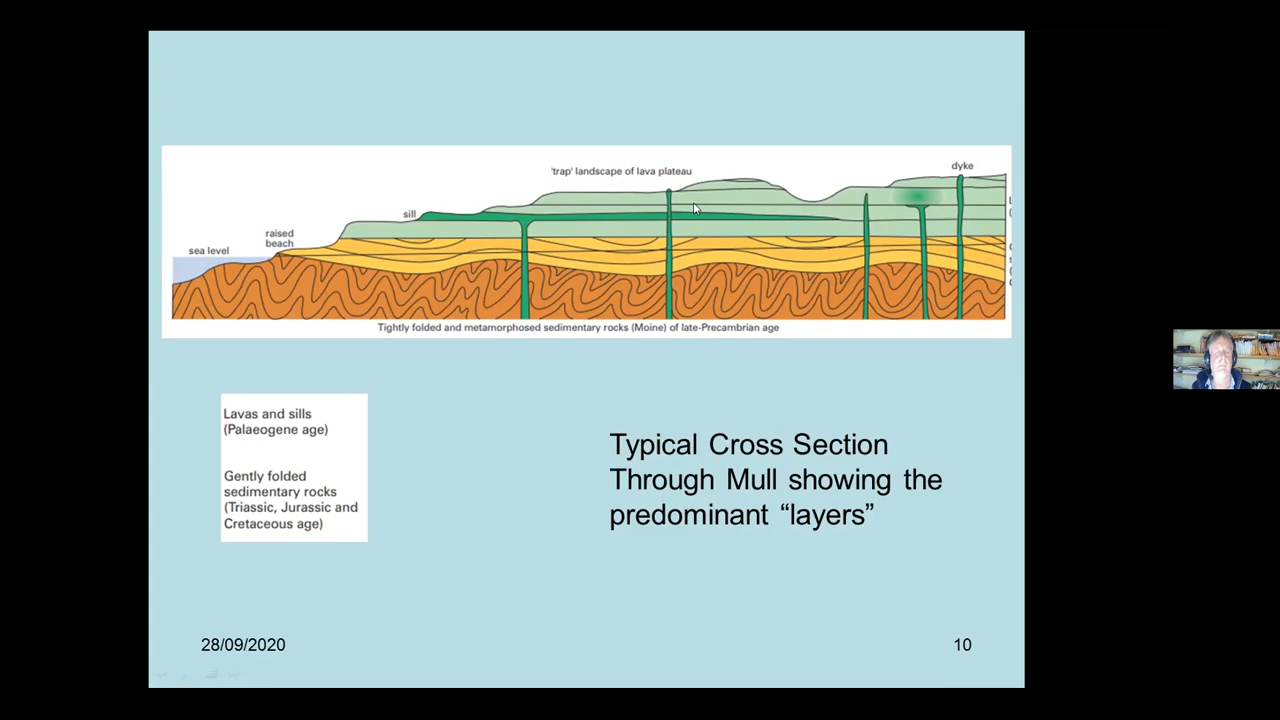 'trap' landscape of lava plateau
dyke
sill
raised
beach
sea level
Tightly folded and metamorphosed sedimentary rocks (Moine) of late-Precambrian age
Lavas and sills
(Palaeogene age)
Gently folded
sedimentary rocks
(Triassic, Jurassic and
Cretaceous age)
Typical Cross Section
Through Mull showing the
predominant “layers”
28/09/2020
10